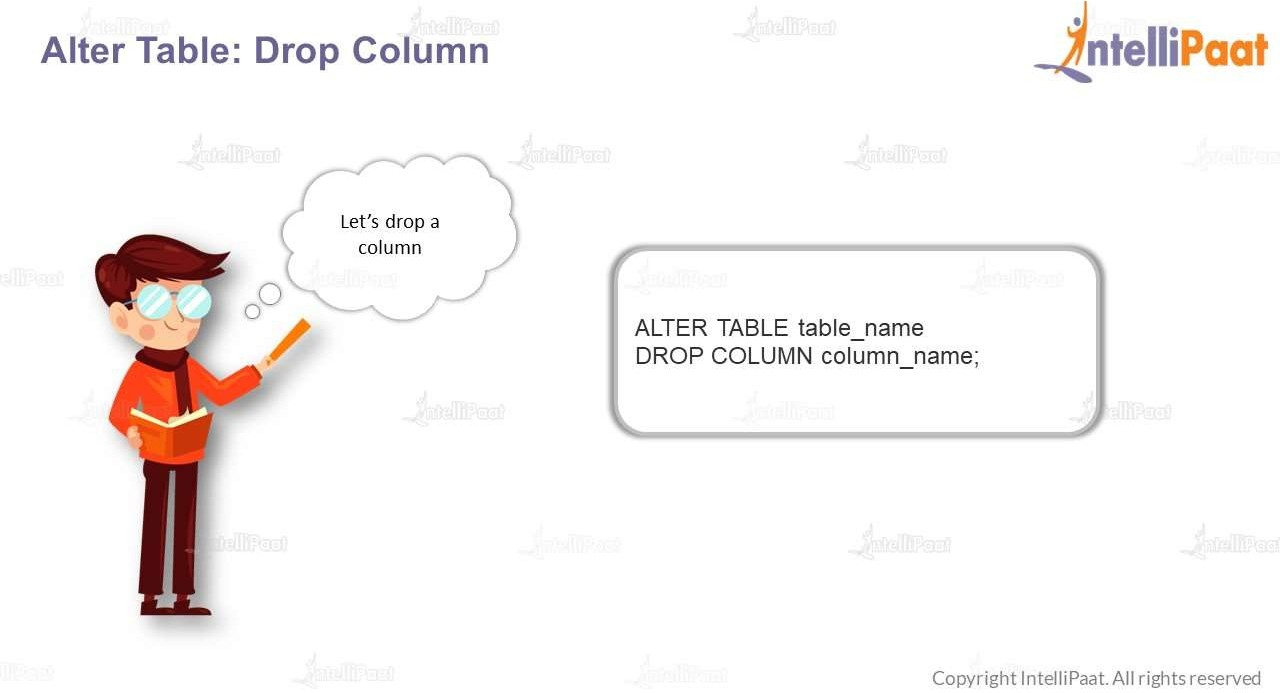 Alter Table: Drop Column
IntelliPaat
Let’s drop a
column
ALTER TABLE table_name
DROP COLUMN column_name;
Copyright IntelliPaat. All rights reserved